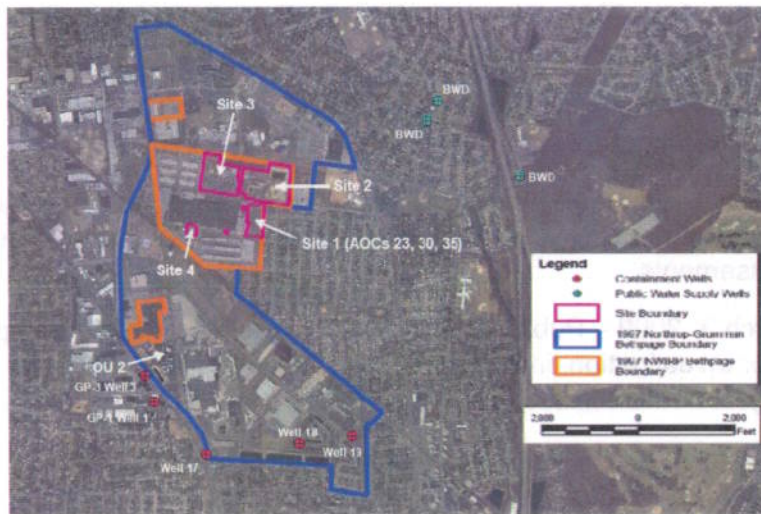 BWD
BWD
BWD
Site 3
Site 2
Site 1 (AOCs 23, 30, 35)
Site 4
OU 2
GP-3 Well 3
GP-1 Well 1
Well 17
Well 18
Well 19
Legend
Containment Wells
Public Water Supply Wells
Site Boundary
1997 Northrop-Grumman
Bethpage Boundary
1997 NWIRP Bethpage
Boundary
2,000 0 2,000
Feet